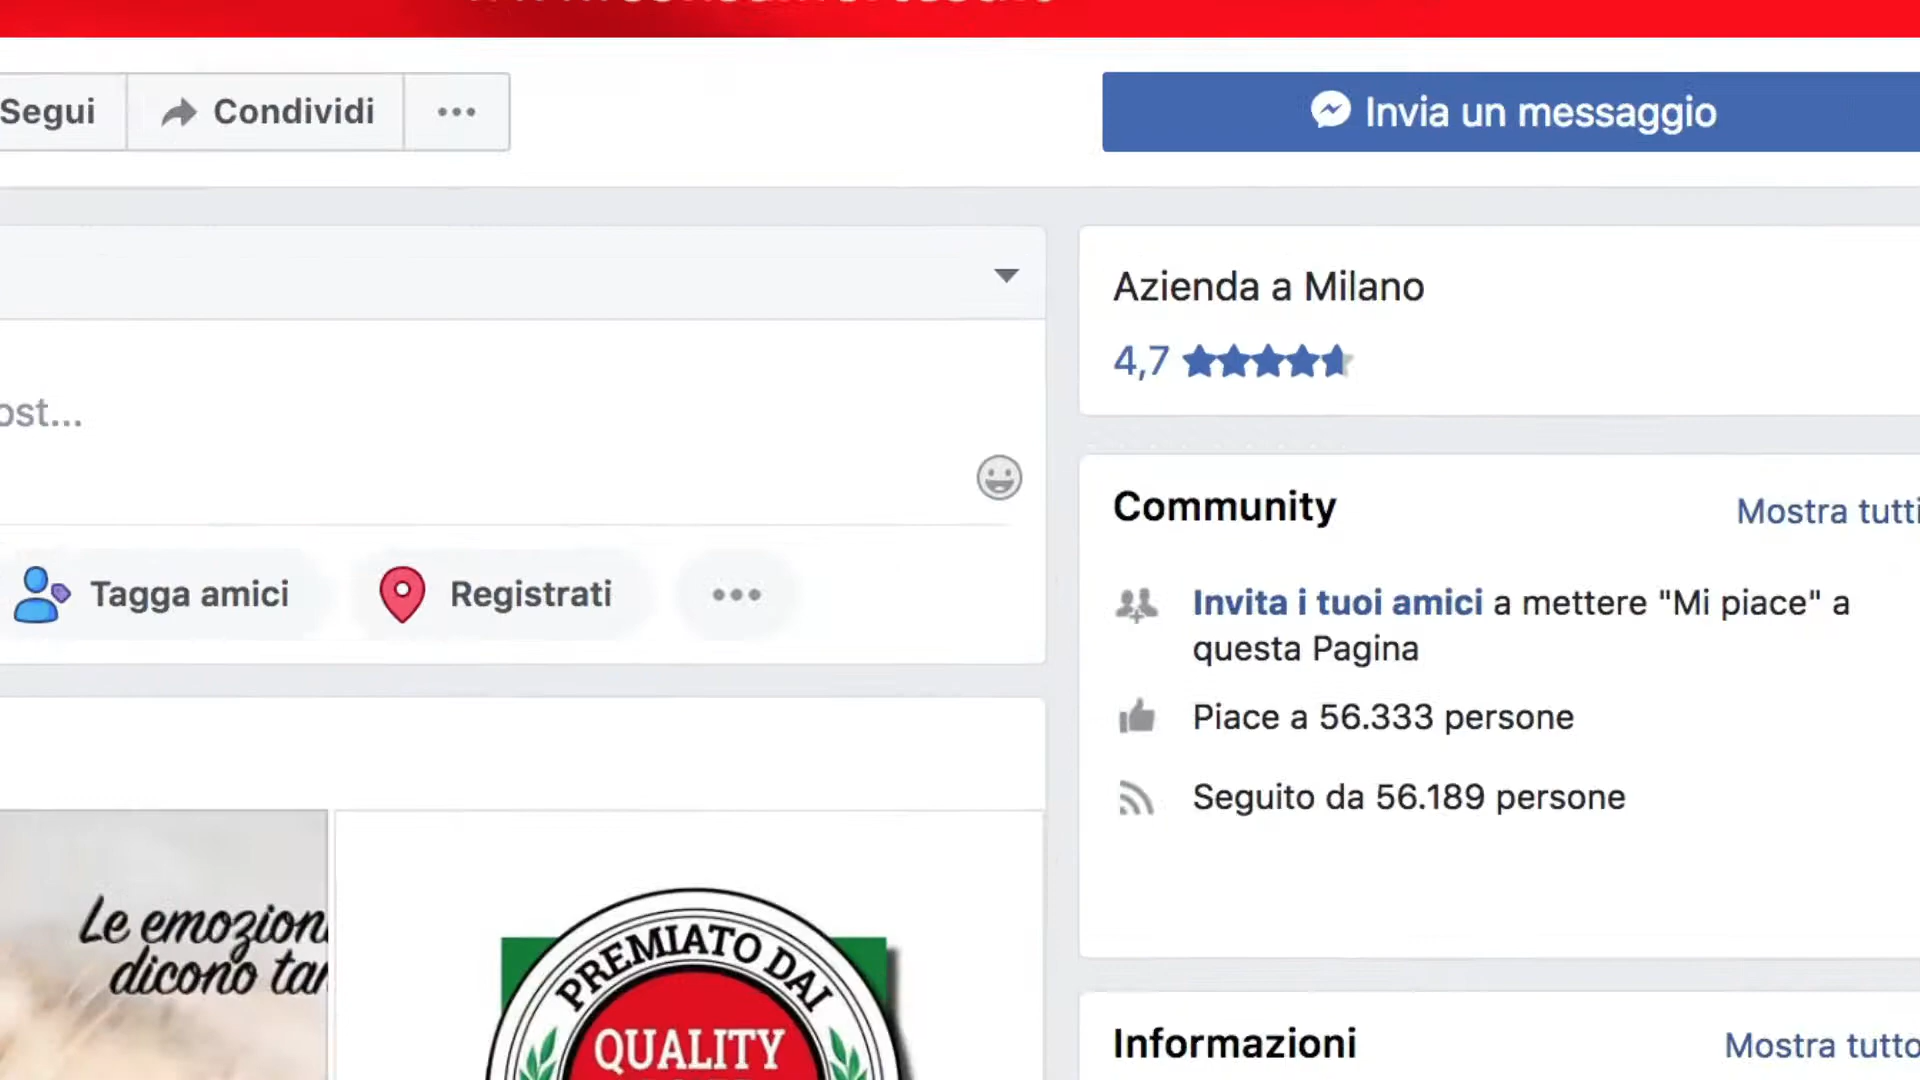 Segui
Condividi
Invia un messaggio
Azienda a Milano
4,7
ost...
Community
Mostra tutti
Tagga amici
Registrati
Invita i tuoi amici a mettere "Mi piace" a
questa Pagina
Piace a 56.333 persone
Seguito da 56.189 persone
Le emozioni
dicono tan
PREMIATO DAI
QUALITY
Informazioni
Mostra tutto